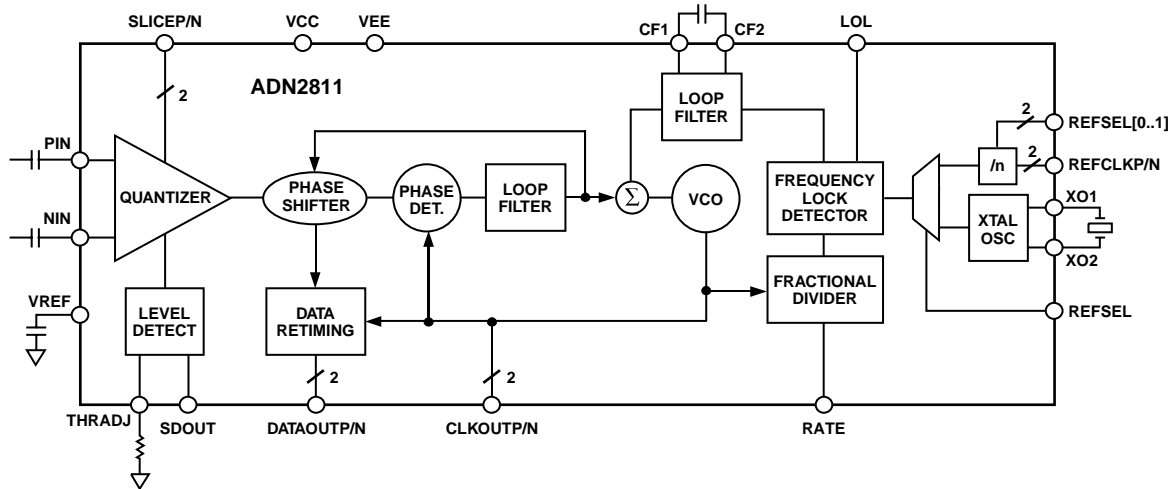 SLICEP/N
VCC
VEE
CF1
CF2
LOL
2
ADN2811
LOOP
FILTER
2
REFSEL[0..1]
PIN
/n
2
REFCLKP/N
QUANTIZER
PHASE
SHIFTER
PHASE
DET.
LOOP
FILTER
Σ
VCO
FREQUENCY
LOCK
DETECTOR
XTAL
OSC
XO1
NIN
XO2
VREF
LEVEL
DETECT
DATA
RETIMING
FRACTIONAL
DIVIDER
REFSEL
2
2
THRADJ
SDOUT
DATAOUTP/N
CLKOUTP/N
RATE